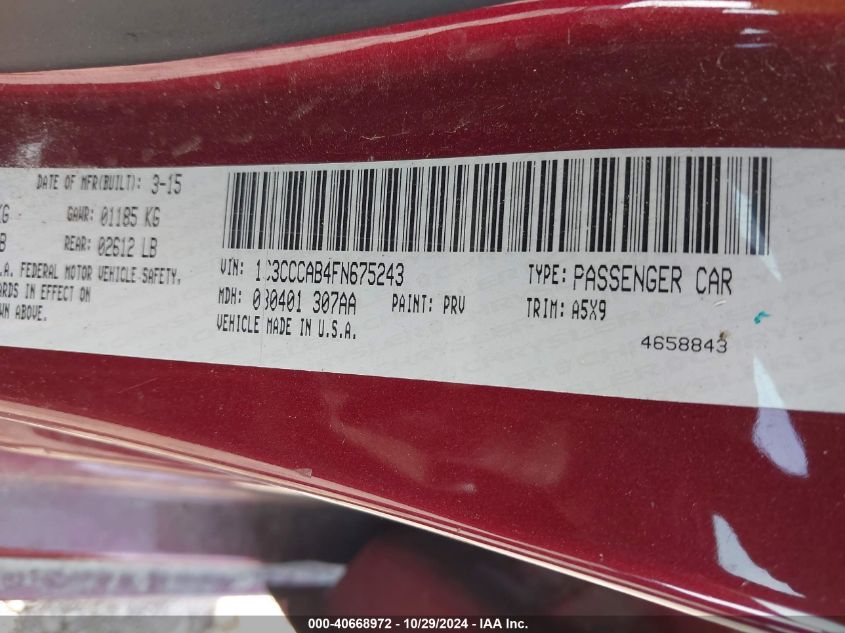 DATE OF MFR(BUILT): 3-15
KG GAWR: 01185 KG
B REAR: 02612 LB
.A. FEDERAL MOTOR VEHICLE SAFETY,
ARDS IN EFFECT ON
WN ABOVE.
VIN: 1C3CCCAB4FN675243 TYPE: PASSENGER CAR
MDH: 030401 307AA PAINT: PRV TRIM: A5X9
VEHICLE MADE IN U.S.A.
4658843
000-40668972 / 10/29/2024 - IAA Inc.